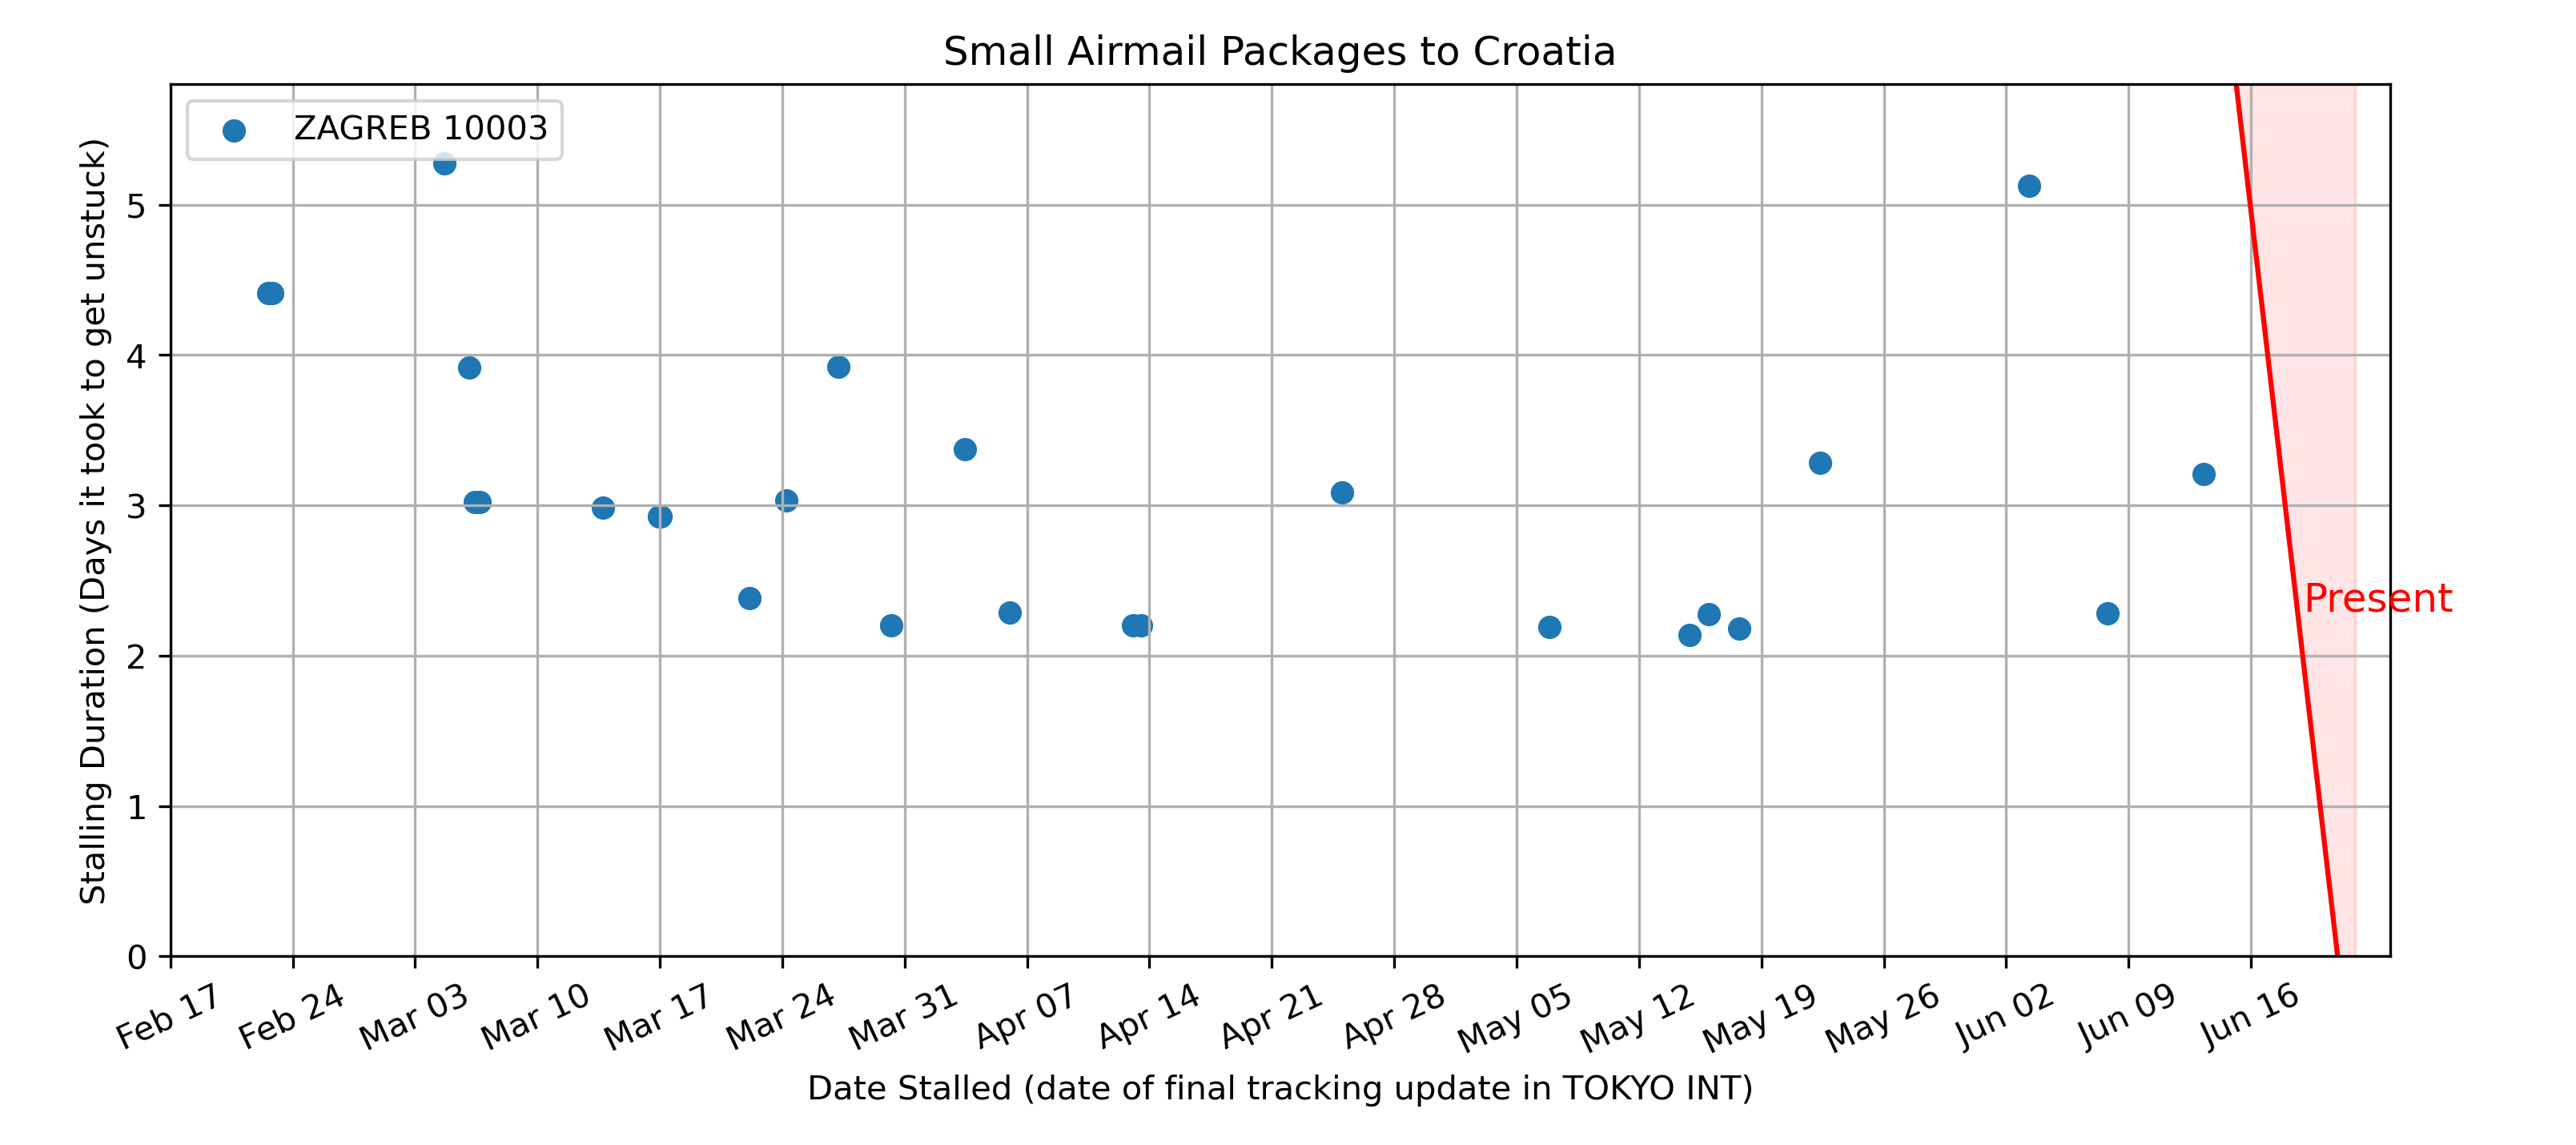 Small Airmail Packages to Croatia
ZAGREB 10003
Stalling Duration (Days it took to get unstuck)
5
4
3
2
1
0
Present
Feb 17
Feb 24
Mar 03
Mar 10
Mar 17
Mar 24
Mar 31
Apr 07
Apr 14
Apr 21
Apr 28
May 05
May 12
May 19
May 26
Jun 02
Jun 09
Jun 16
Date Stalled (date of final tracking update in TOKYO INT)